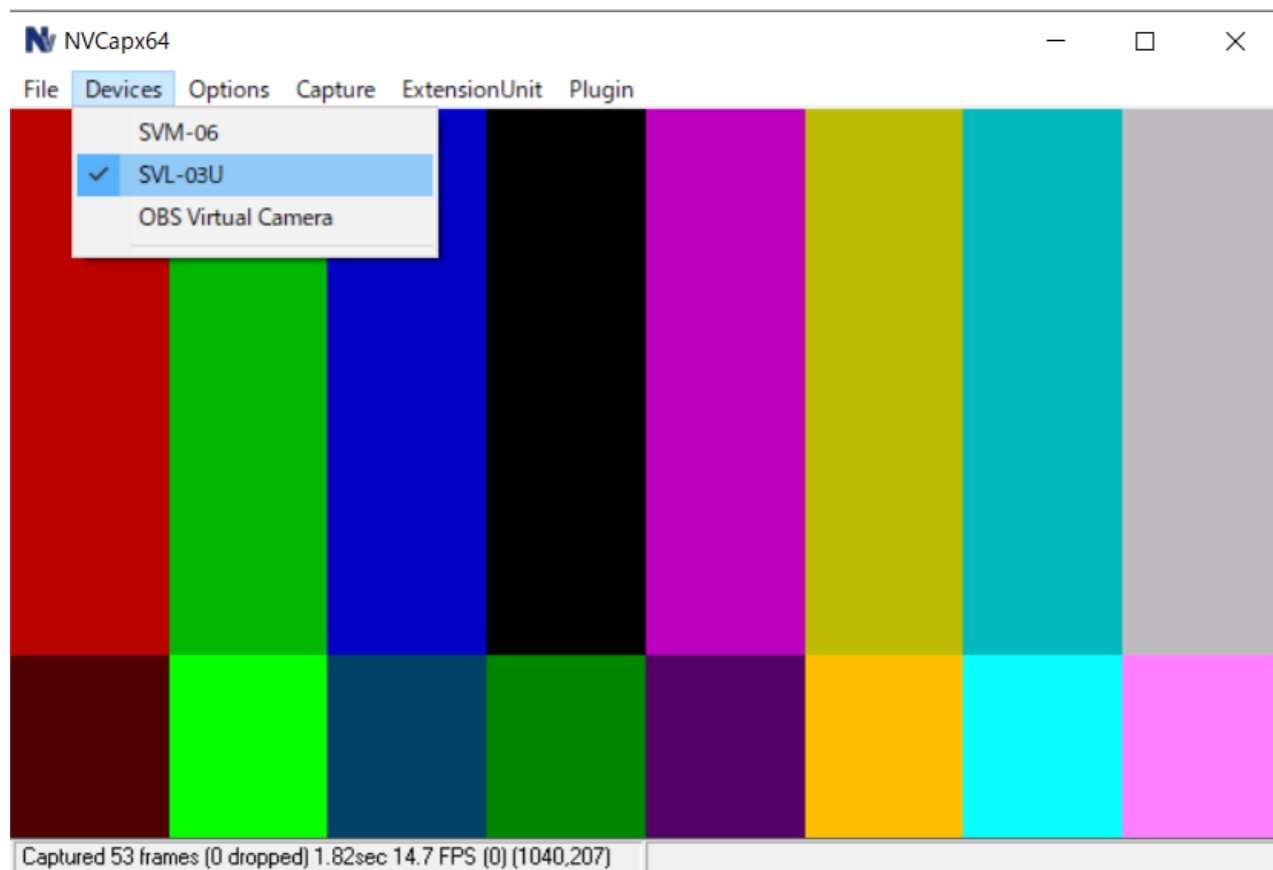 NVCapx64
File Devices Options Capture ExtensionUnit Plugin
SVM-06
SVL-03U
OBS Virtual Camera
Captured 53 frames (0 dropped) 1.82sec 14.7 FPS (0) (1040,207)